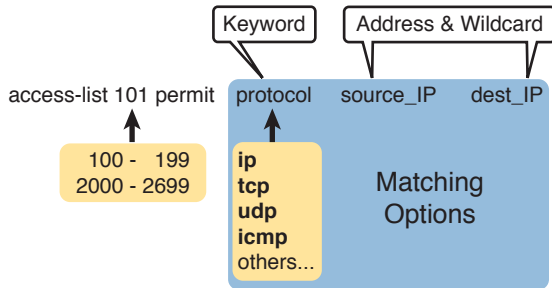 Keyword
Address & Wildcard
access-list 101 permit protocol source_IP dest_IP
100 - 199
2000 - 2699
ip
tcp
udp
icmp
others...
Matching
Options